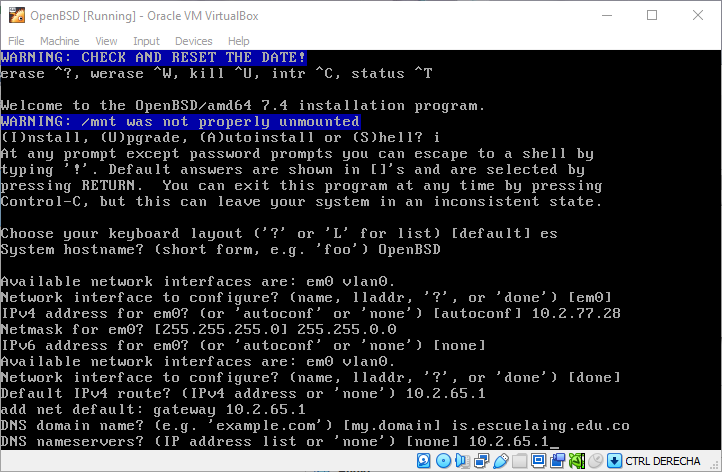 OpenBSD [Running] - Oracle VM VirtualBox
File Machine View Input Devices Help
WARNING: CHECK AND RESET THE DATE!
erase ^?, werase ^W, kill ^U, intr ^C, status ^T
Welcome to the OpenBSD/amd64 7.4 installation program.
WARNING: /mnt was not properly unmounted
(I)nstall, (U)pgrade, (A)utoinstall or (S)hell? i
At any prompt except password prompts you can escape to a shell by
typing '!'. Default answers are shown in []'s and are selected by
pressing RETURN.  You can exit this program at any time by pressing
Control-C, but this can leave your system in an inconsistent state.
Choose your keyboard layout ('?' or 'L' for list) [default] es
System hostname? (short form, e.g. 'foo') OpenBSD
Available network interfaces are: em0 vlan0.
Network interface to configure? (name, lladdr, '?', or 'done') [em0]
IPv4 address for em0? (or 'autoconf' or 'none') [autoconf] 10.2.77.28
Netmask for em0? [255.255.255.0] 255.255.0.0
IPv6 address for em0? (or 'autoconf' or 'none') [none]
Available network interfaces are: em0 vlan0.
Network interface to configure? (name, lladdr, '?', or 'done') [done]
Default IPv4 route? (IPv4 address or 'none') 10.2.65.1
add net default: gateway 10.2.65.1
DNS domain name? (e.g. 'example.com') [my.domain] is.escuelaing.edu.co
DNS nameservers? (IP address list or 'none') [none] 10.2.65.1_
CTRL DERECHA